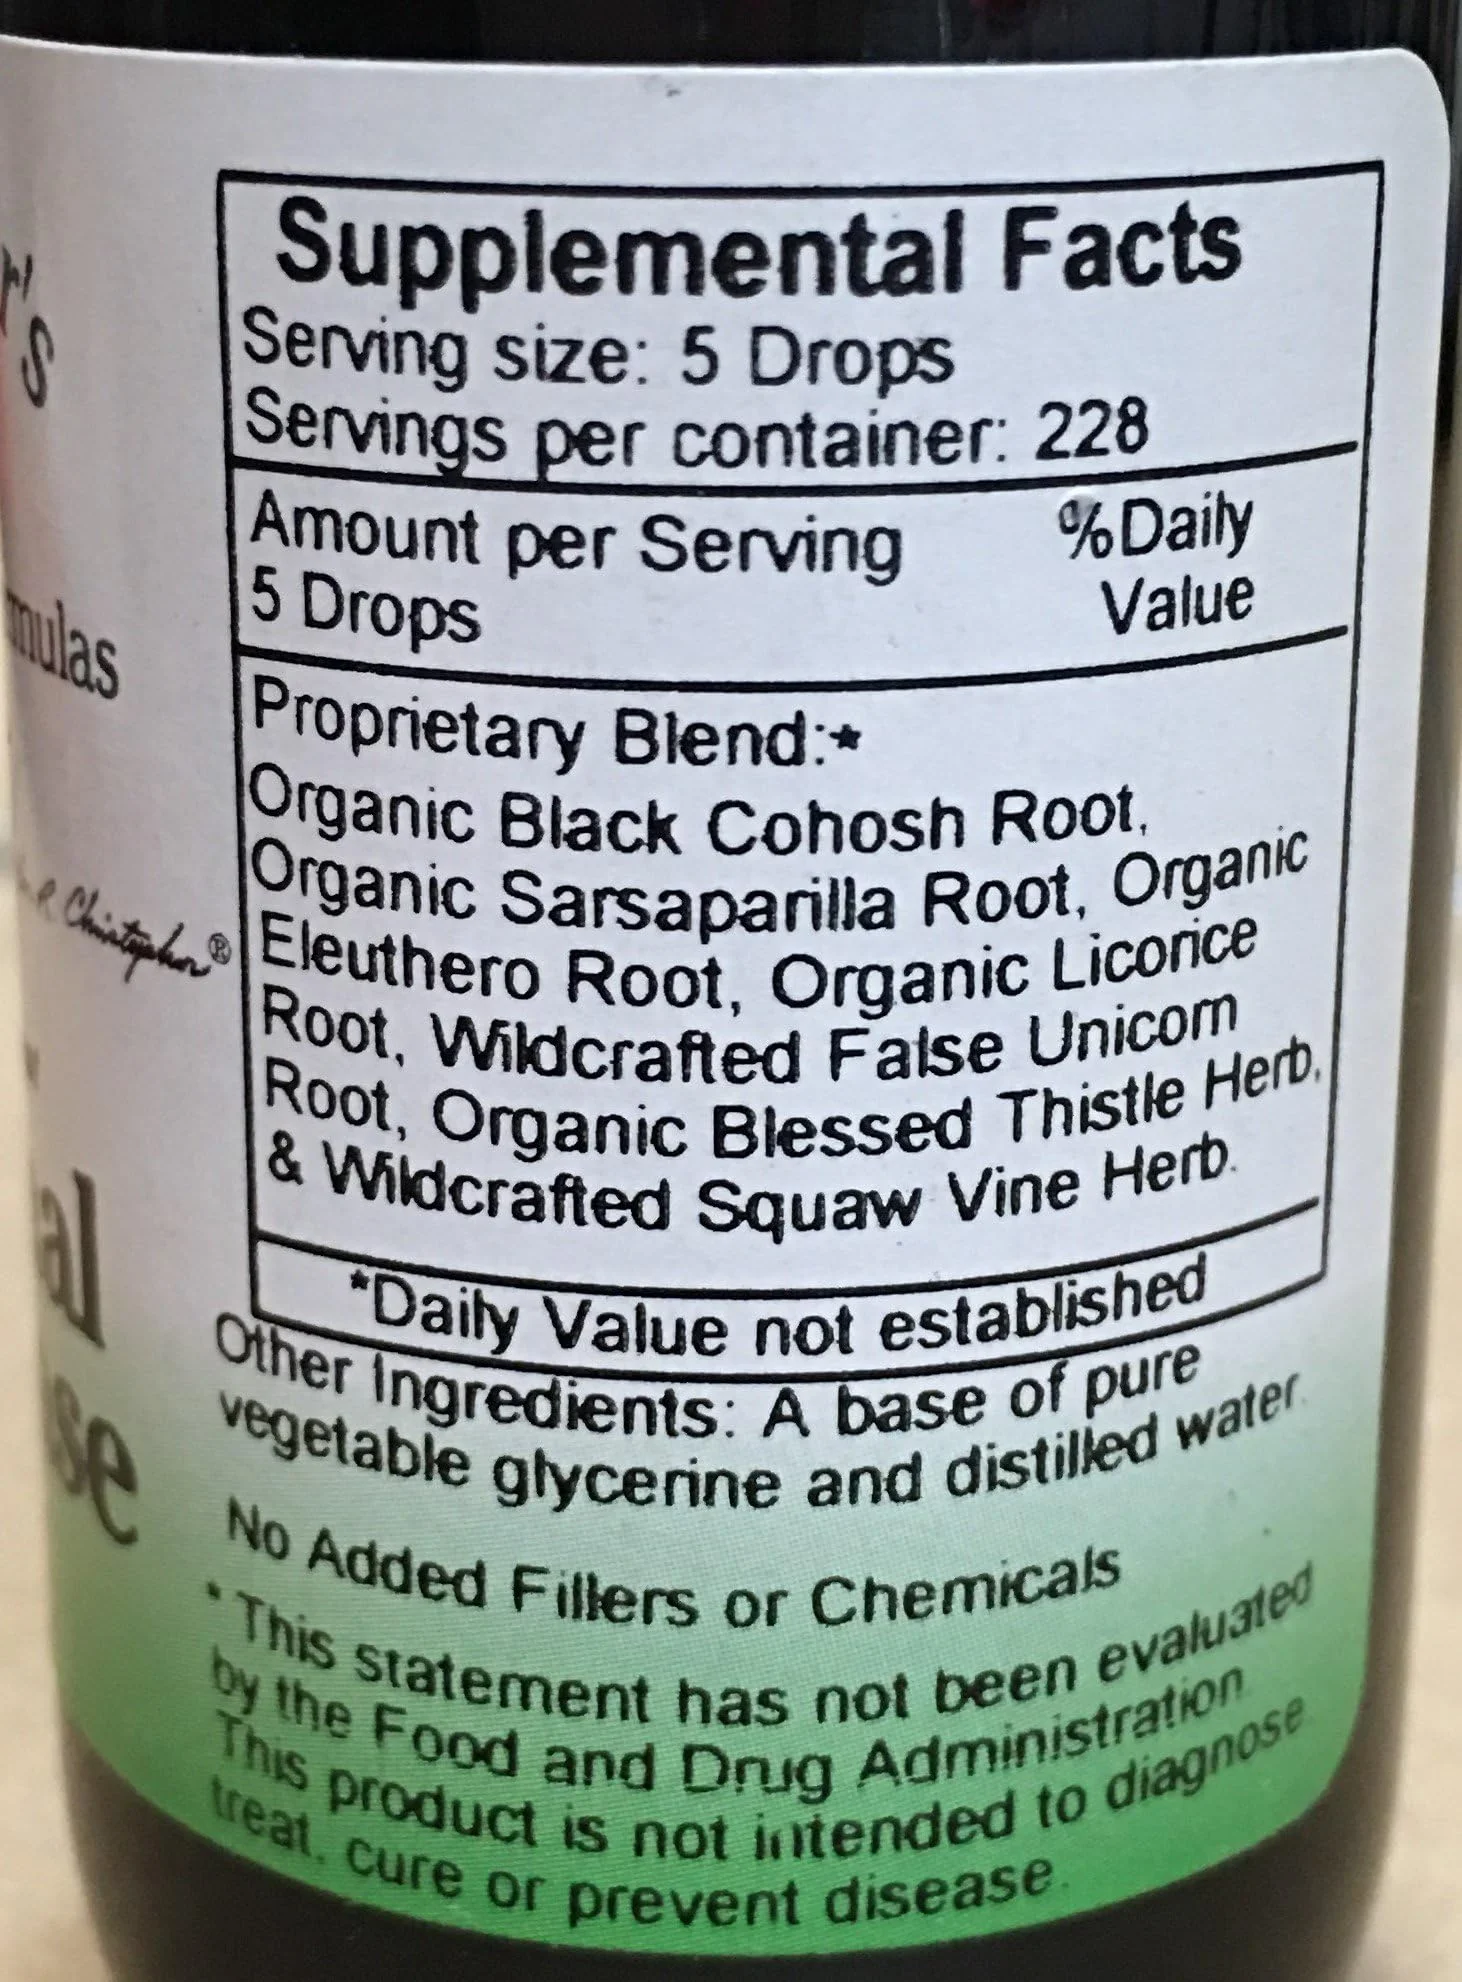 's
mulas
R. Christopher®
al
se
Supplemental Facts
Serving size: 5 Drops
Servings per container: 228
Amount per Serving %Daily
5 Drops Value
Proprietary Blend:*
Organic Black Cohosh Root,
Organic Sarsaparilla Root, Organic
Eleuthero Root, Organic Licorice
Root, Wildcrafted False Unicorn
Root, Organic Blessed Thistle Herb,
& Wildcrafted Squaw Vine Herb.
*Daily Value not established
Other Ingredients: A base of pure
vegetable glycerine and distilled water.
No Added Fillers or Chemicals
* This statement has not been evaluated
by the Food and Drug Administration.
This product is not intended to diagnose
treat, cure or prevent disease.